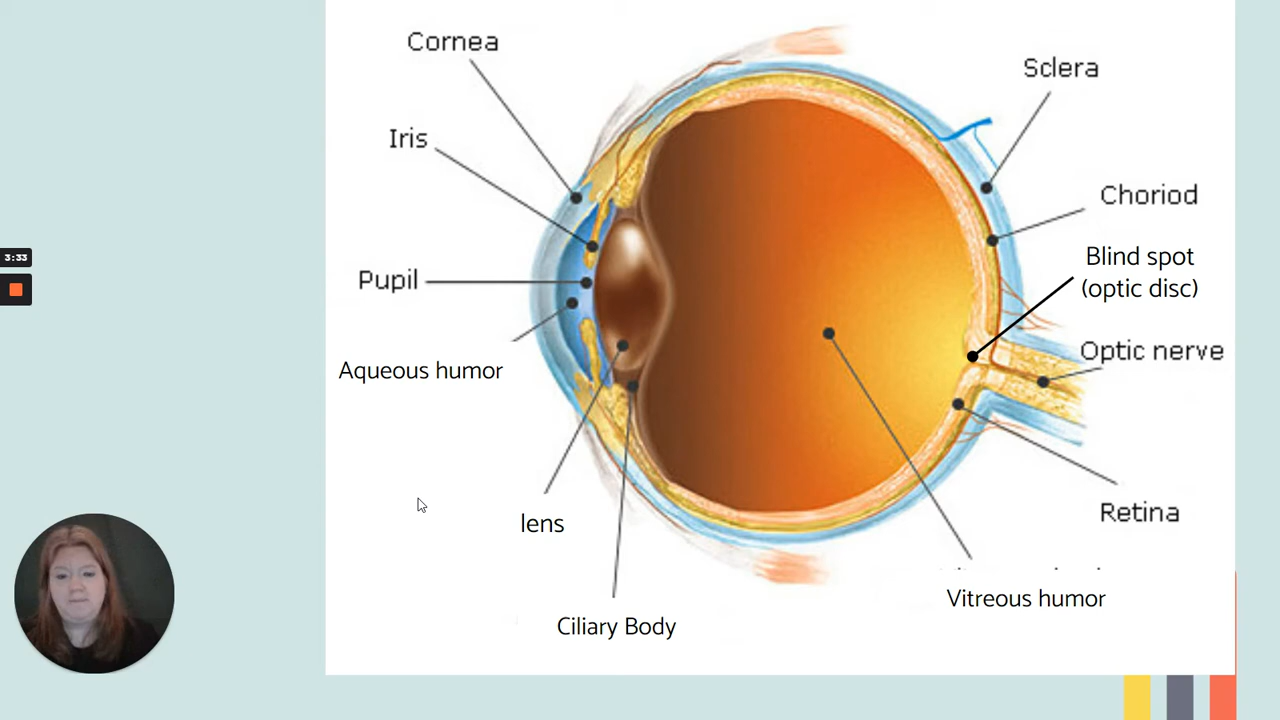 Cornea
Sclera
Iris
Choriod
Blind spot
(optic disc)
3:33
Pupil
Optic nerve
Aqueous humor
Retina
lens
Vitreous humor
Ciliary Body